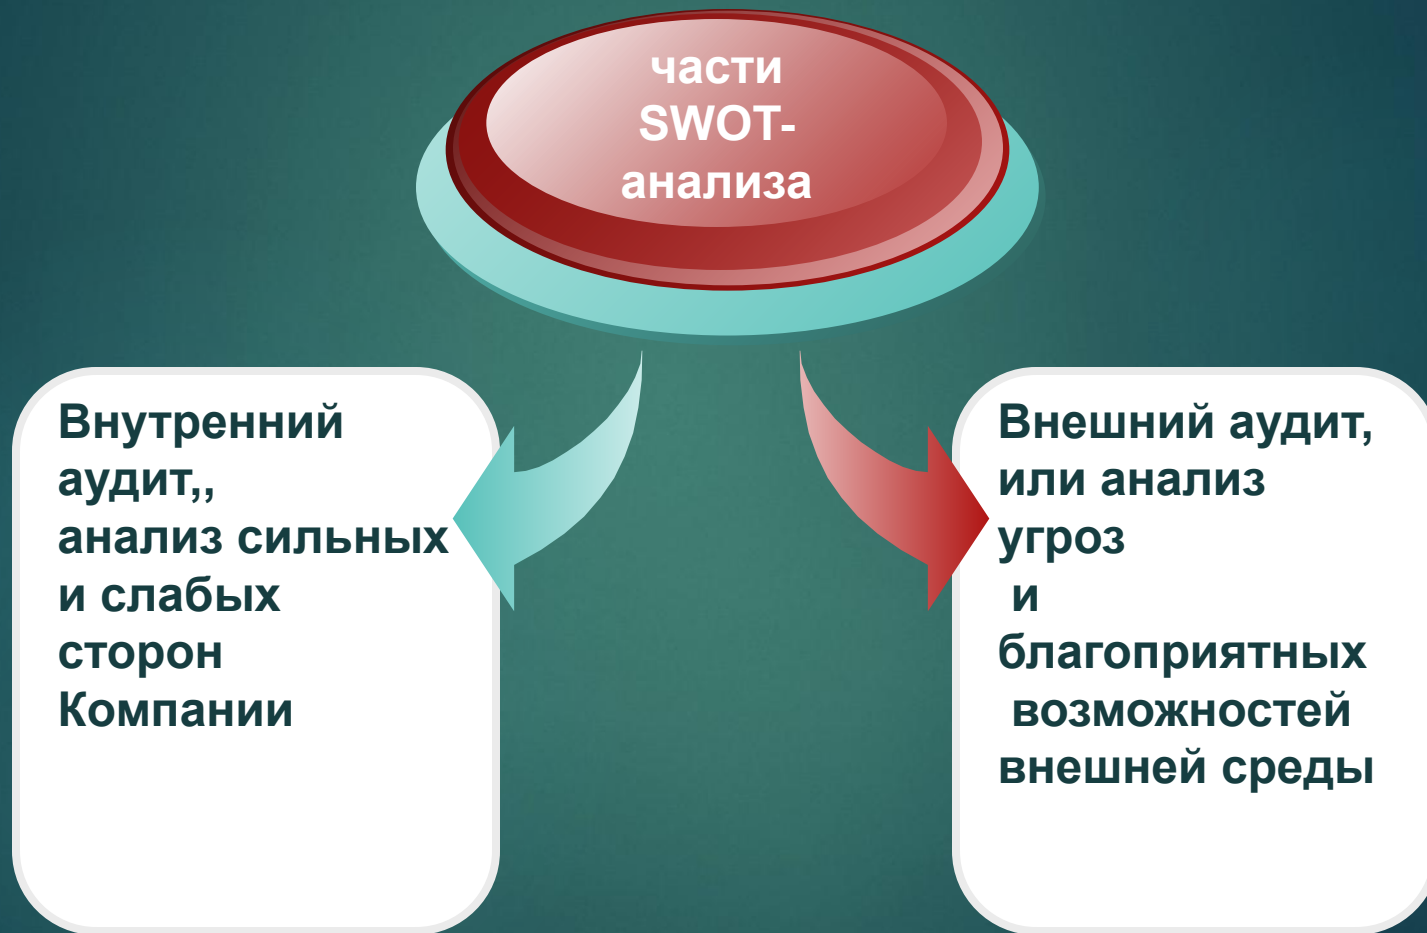 части
SWOT-
анализа
Внутренний
аудит,,
анализ сильных
и слабых
сторон
Компании
Внешний аудит,
или анализ
угроз
и
благоприятных
возможностей
внешней среды